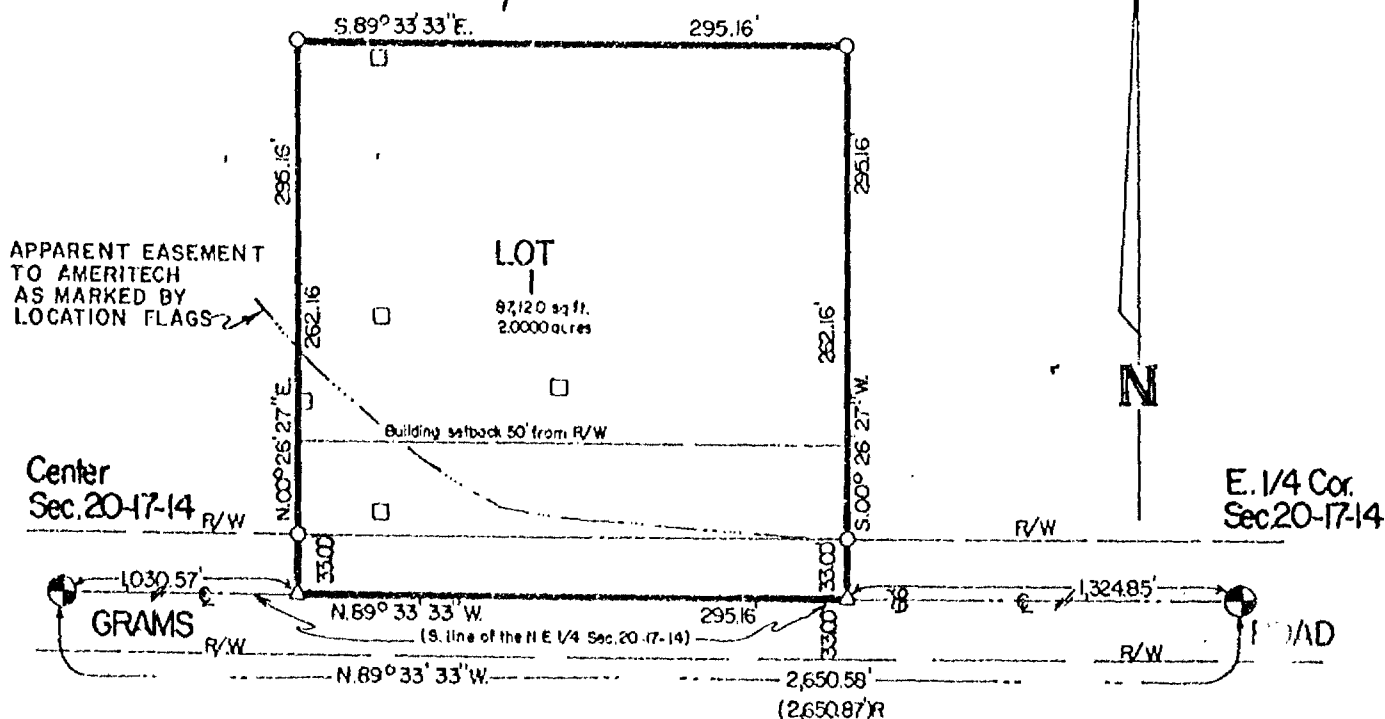 S.89° 33' 33" E. 295.16'
295.16'
295.16'
APPARENT EASEMENT
TO AMERITECH
AS MARKED BY
LOCATION FLAGS
LOT
1
87,120 sq.ft.
2.0000 acres
262.16
262.16'
N
N.00° 26' 27" E.
S.00° 26' 27" W.
Building setback 50' from R/W
Center
Sec. 20-17-14
E. 1/4 Cor.
Sec. 20-17-14
R/W
R/W
33.00
33.00
1,030.57'
1,324.85'
GRAMS
N.89° 33' 33" W. 295.16'
(S. line of the N E 1/4 Sec. 20-17-14)
33.00
R/W
R/W
N.89° 33' 33" W. 2,650.58'
(2,650.87')R